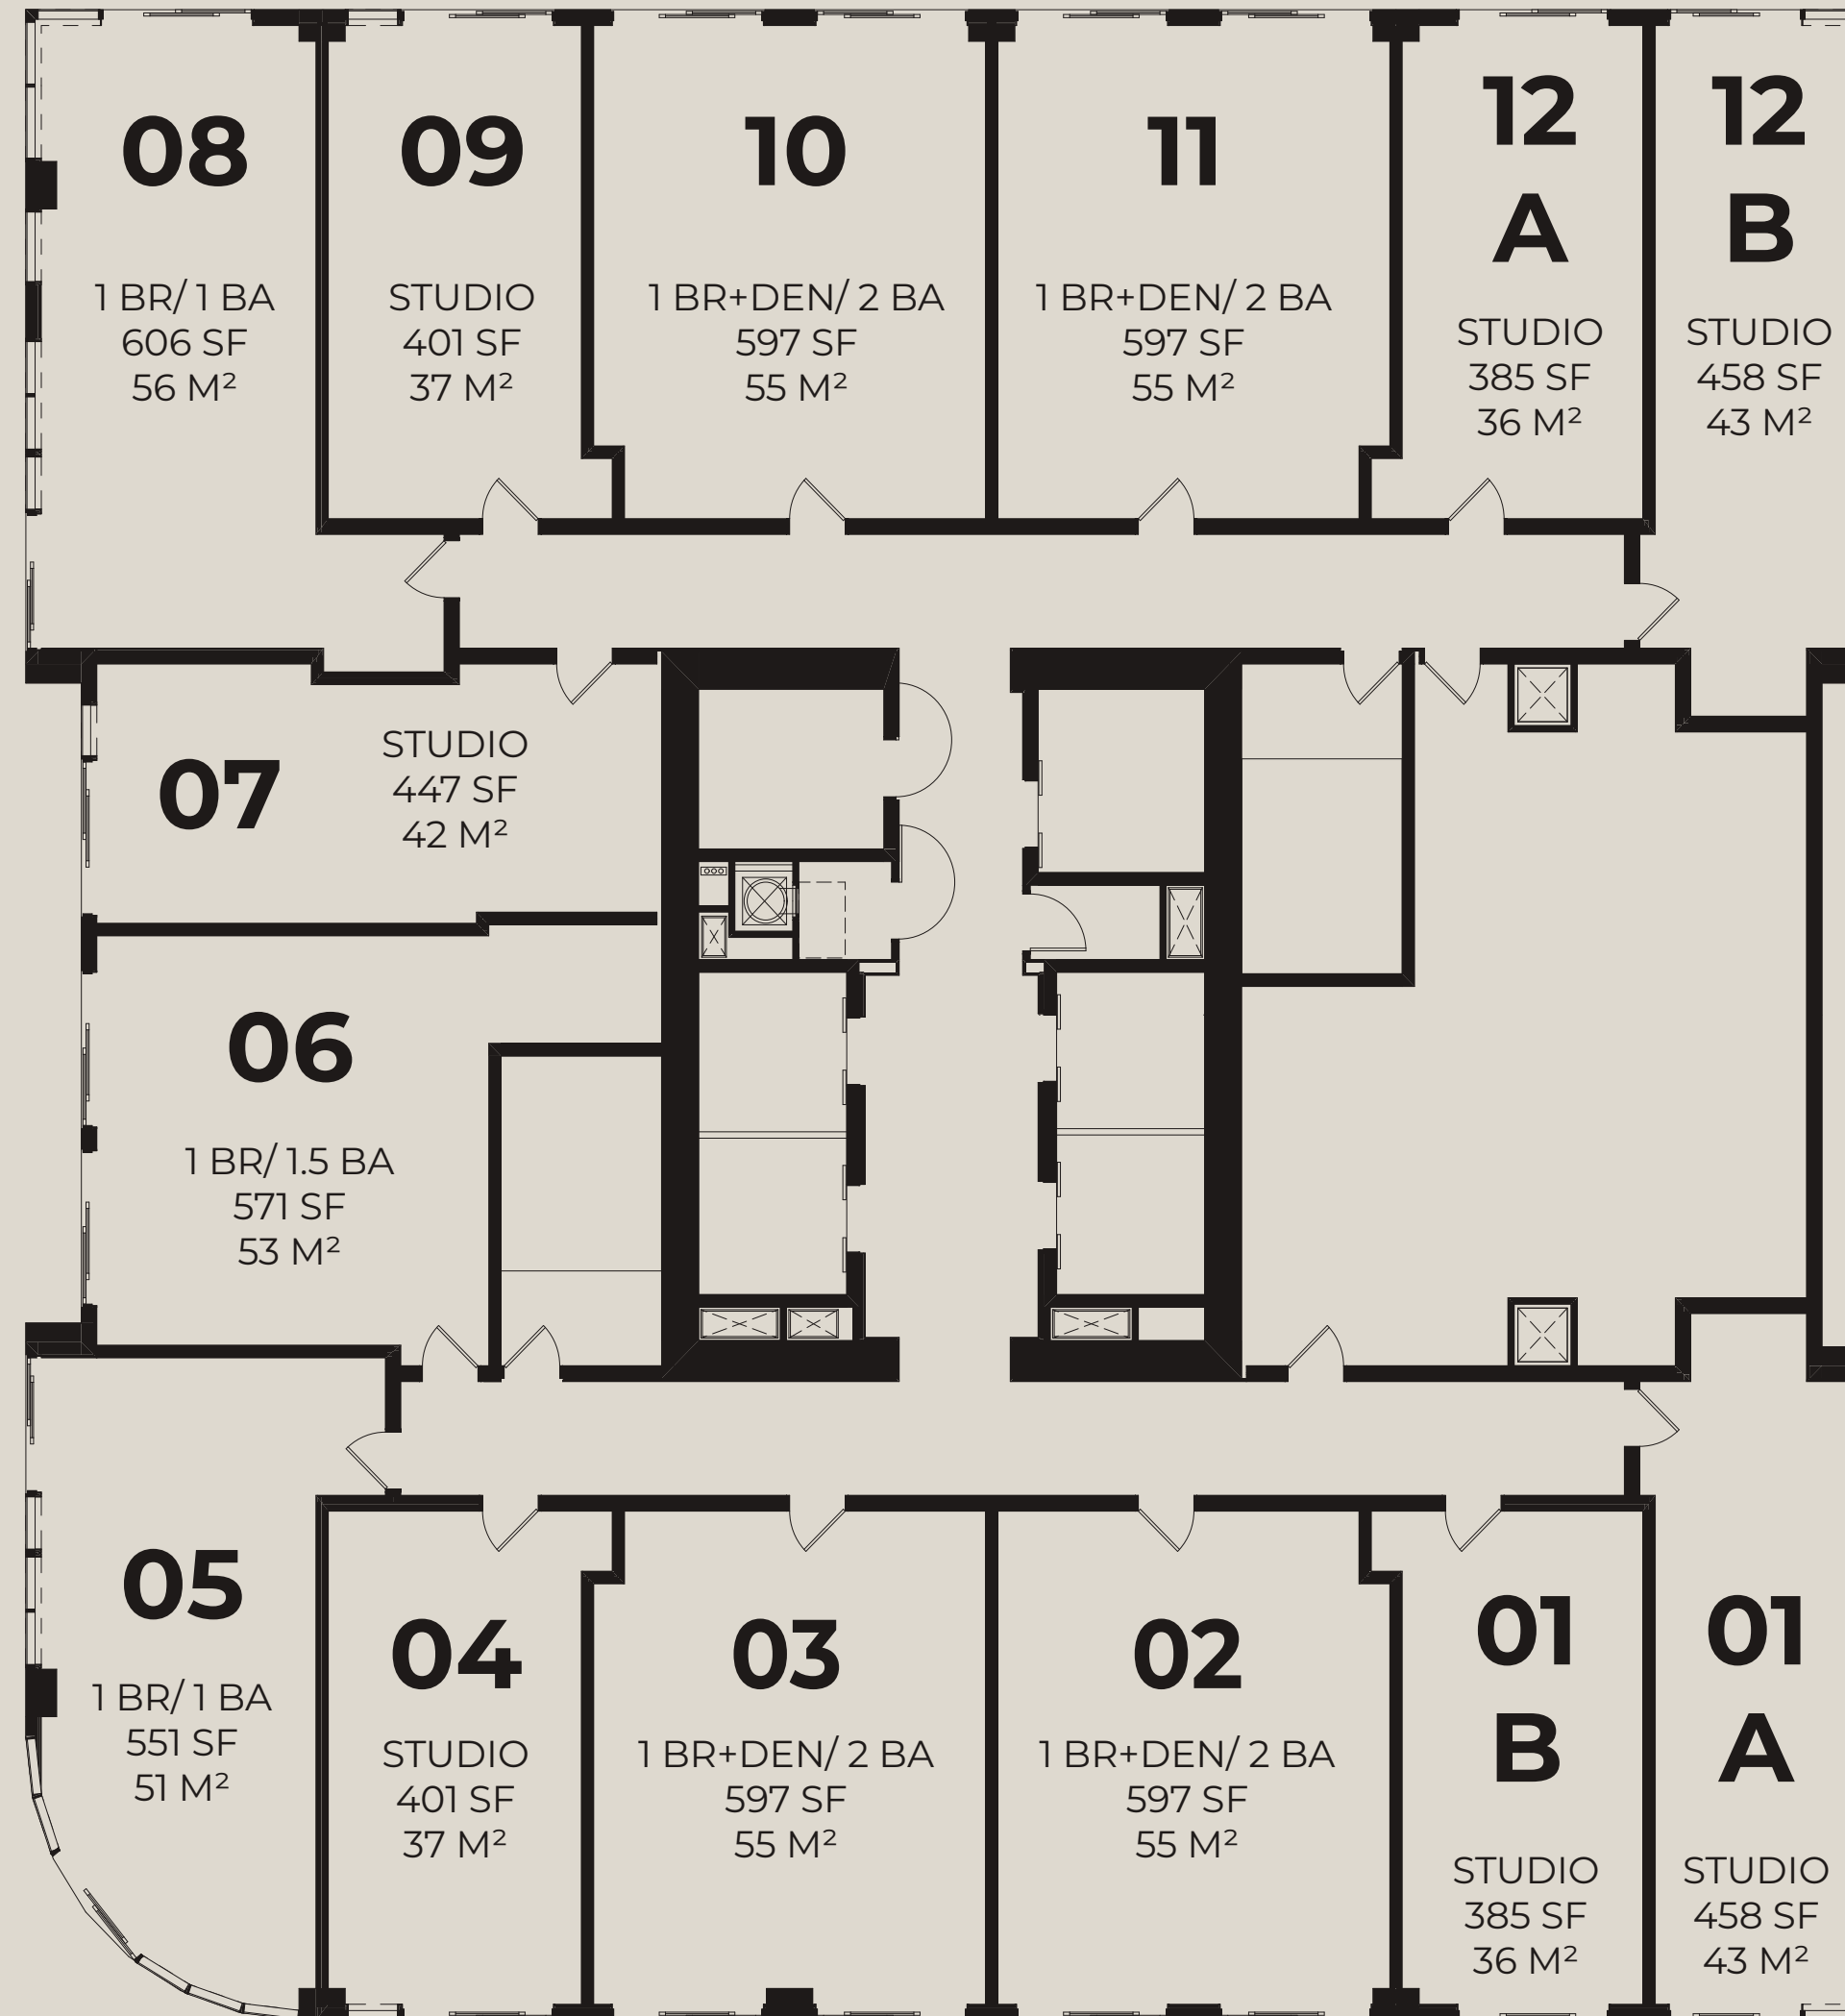 08
1 BR/ 1 BA
606 SF
56 M²
09
STUDIO
401 SF
37 M²
10
1 BR+DEN/ 2 BA
597 SF
55 M²
11
1 BR+DEN/ 2 BA
597 SF
55 M²
12
A
STUDIO
385 SF
36 M²
12
B
STUDIO
458 SF
43 M²
07
STUDIO
447 SF
42 M²
06
1 BR/ 1.5 BA
571 SF
53 M²
05
1 BR/ 1 BA
551 SF
51 M²
04
STUDIO
401 SF
37 M²
03
1 BR+DEN/ 2 BA
597 SF
55 M²
02
1 BR+DEN/ 2 BA
597 SF
55 M²
01
B
STUDIO
385 SF
36 M²
01
A
STUDIO
458 SF
43 M²